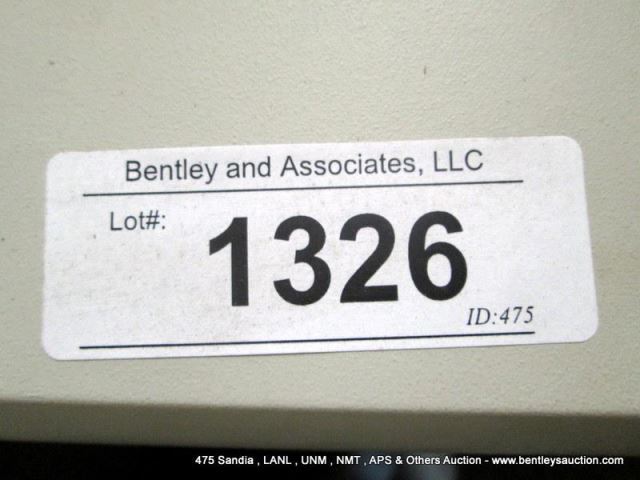 Bentley and Associates, LLC
Lot#:
1326
ID:475
475 Sandia , LANL , UNM , NMT , APS & Others Auction - www.bentleysauction.com